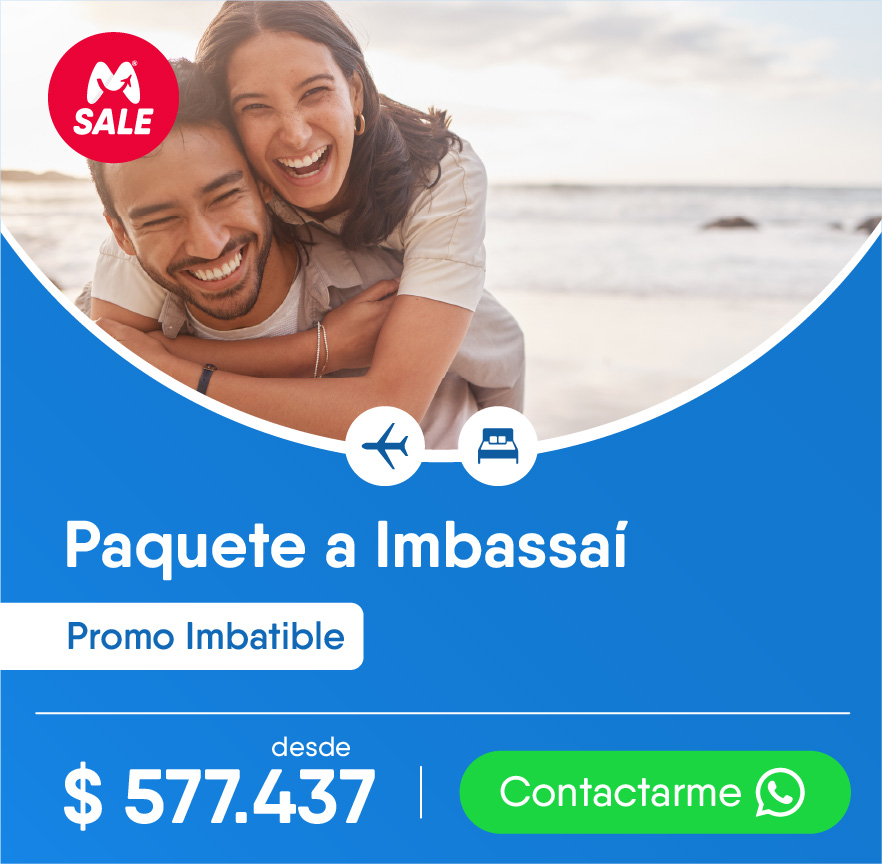 SALE
Paquete a Imbassaí
Promo Imbatible
desde
$ 577.437
Contactarme